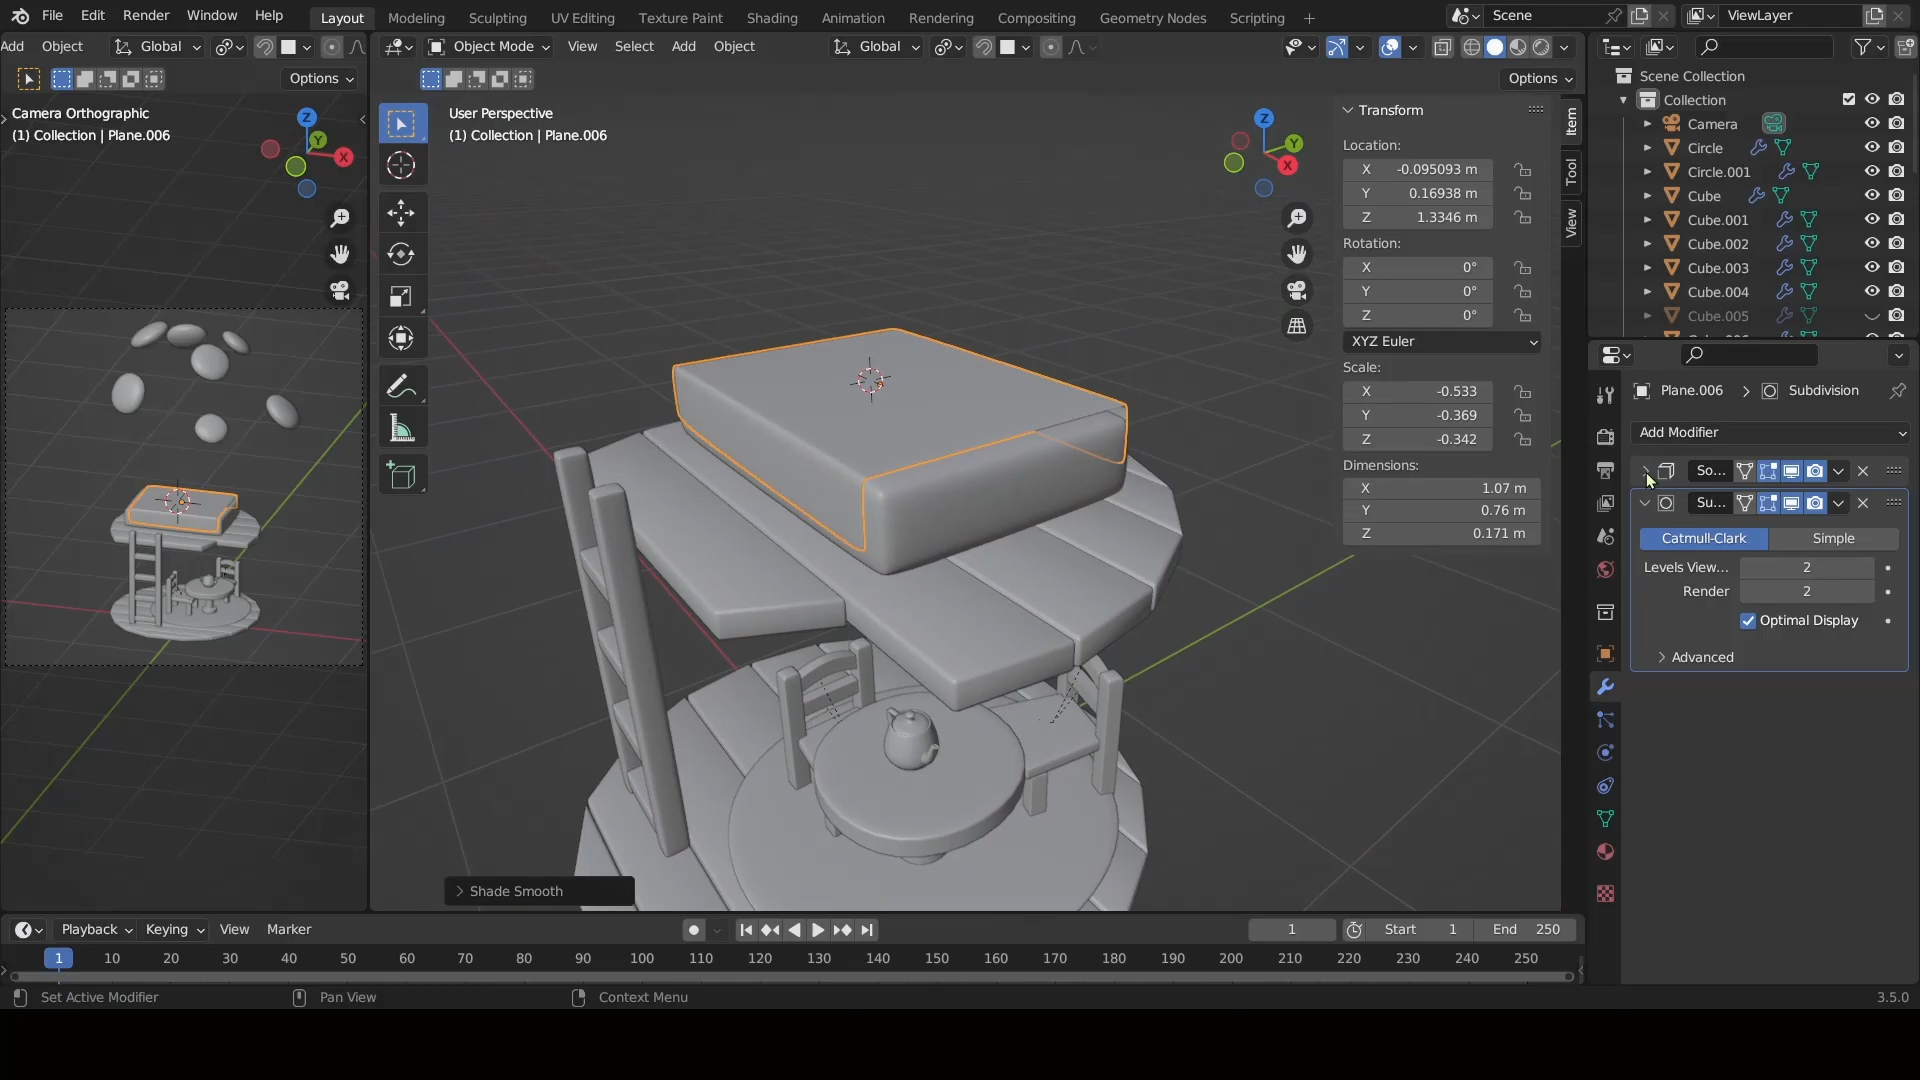 File Edit Render Window Help Layout Modeling Sculpting UV Editing Texture Paint Shading Animation Rendering Compositing Geometry Nodes Scripting + Scene ViewLayer
Add Object Global
Object Mode View Select Add Object Global
Options
Options
Camera Orthographic
(1) Collection | Plane.006
Z
Y
X
User Perspective
(1) Collection | Plane.006
Z
Y
X
Transform
Location:
X -0.095093 m
Y 0.16938 m
Z 1.3346 m
Rotation:
X 0°
Y 0°
Z 0°
XYZ Euler
Scale:
X -0.533
Y -0.369
Z -0.342
Dimensions:
X 1.07 m
Y 0.76 m
Z 0.171 m
Item
Tool
View
Scene Collection
Collection
Camera
Circle
Circle.001
Cube
Cube.001
Cube.002
Cube.003
Cube.004
Cube.005
Plane.006 > Subdivision
Add Modifier
So...
Su...
Catmull-Clark Simple
Levels View... 2
Render 2
Optimal Display
Advanced
Shade Smooth
Playback Keying View Marker 1 Start 1 End 250
1 10 20 30 40 50 60 70 80 90 100 110 120 130 140 150 160 170 180 190 200 210 220 230 240 250
Set Active Modifier Pan View Context Menu 3.5.0